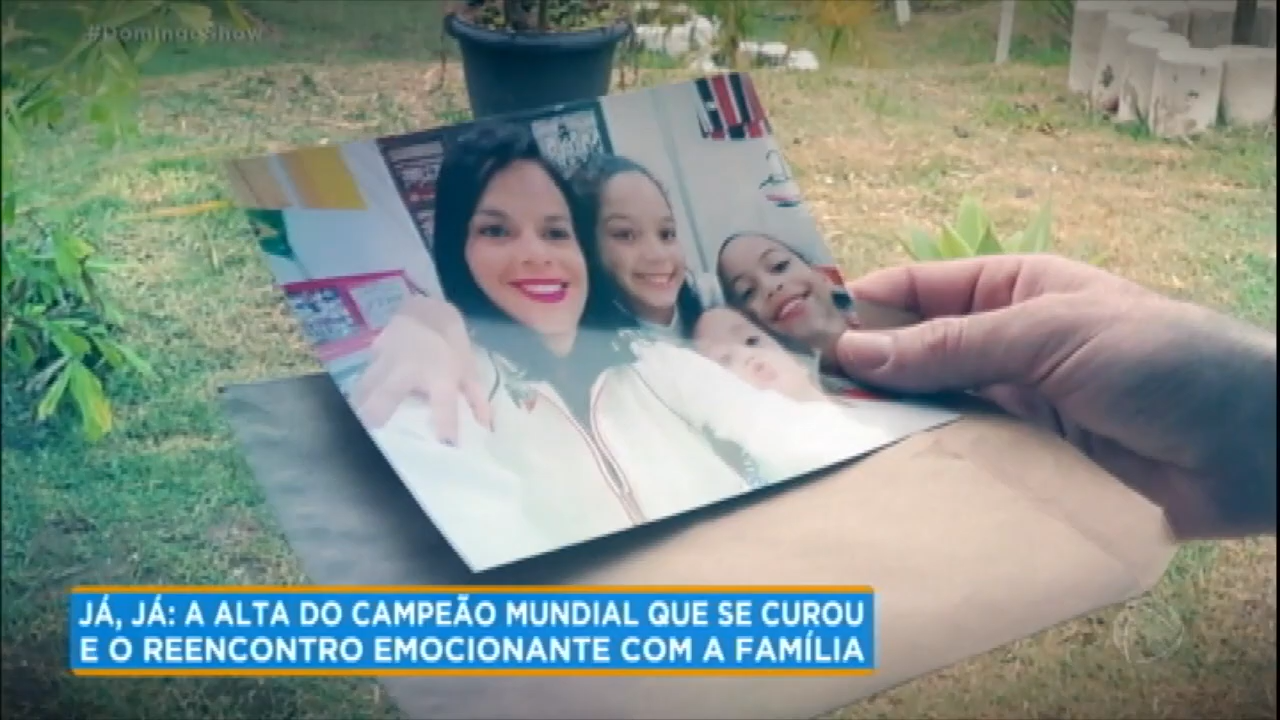 #DomingoShow
JÁ, JÁ: A ALTA DO CAMPEÃO MUNDIAL QUE SE CUROU
E O REENCONTRO EMOCIONANTE COM A FAMÍLIA